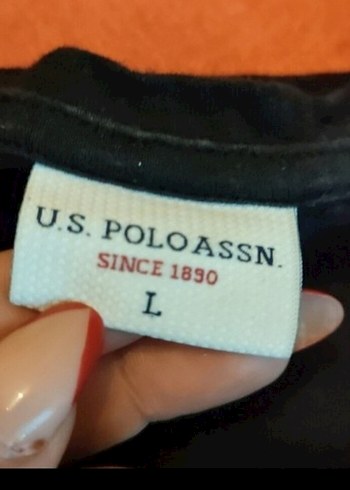 U.S. POLO ASSN.
SINCE 1890
L